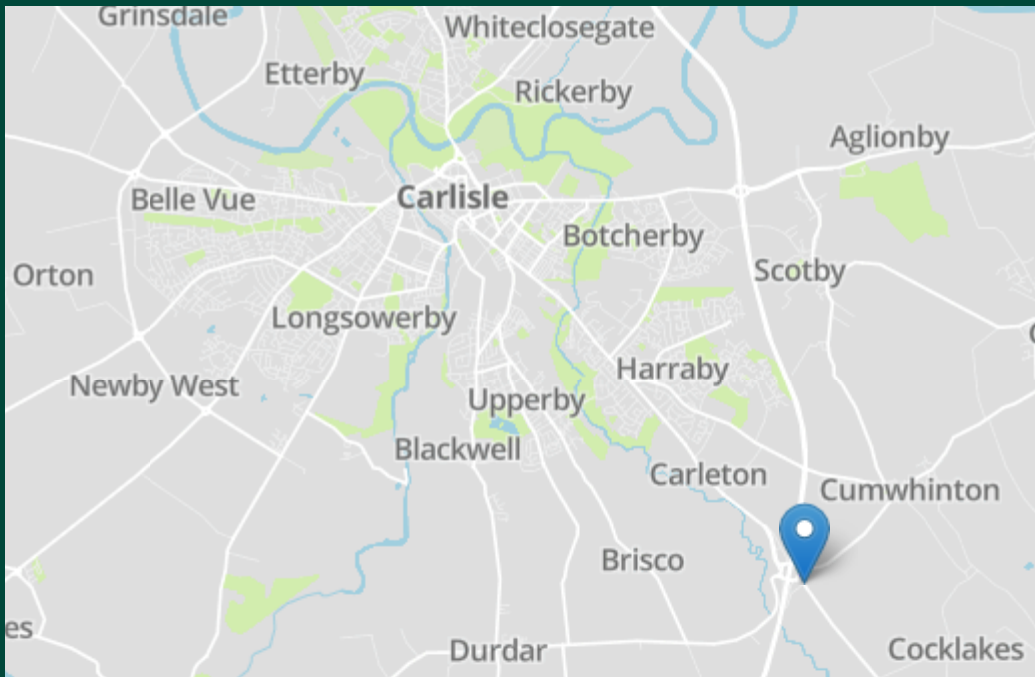 Grinsdale
Whiteclosegate
Etterby
Rickerby
Aglionby
Belle Vue
Carlisle
Botcherby
Orton
Scotby
Longsowerby
Harraby
Newby West
Upperby
Blackwell
Carleton
Cumwhinton
Brisco
es
Durdar
Cocklakes